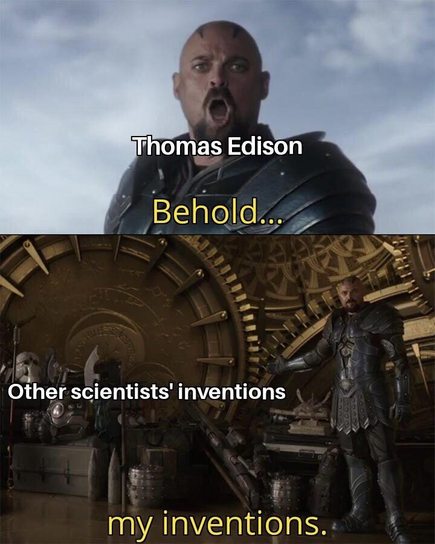 Thomas Edison
Behold...
Other scientists' inventions
my inventions.